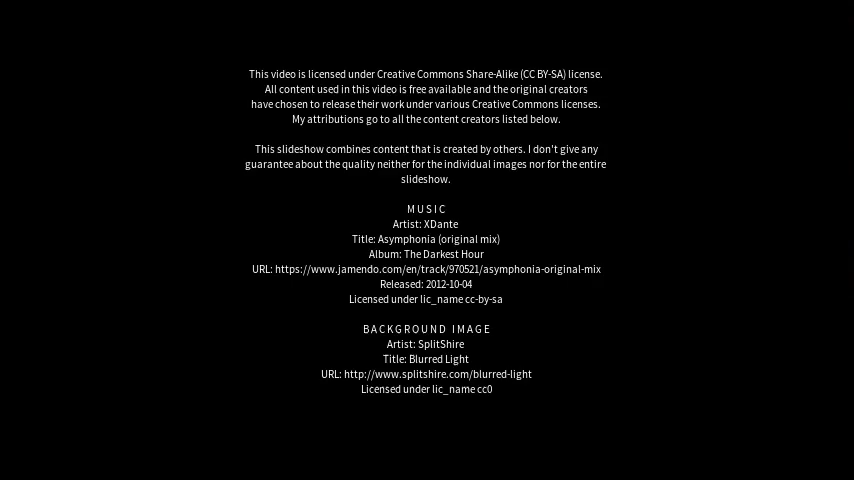 This video is licensed under Creative Commons Share-Alike (CC BY-SA) license.
All content used in this video is free available and the original creators
have chosen to release their work under various Creative Commons licenses.
My attributions go to all the content creators listed below.
This slideshow combines content that is created by others. I don't give any
guarantee about the quality neither for the individual images nor for the entire
slideshow.
MUSIC
Artist: XDante
Title: Asymphonia (original mix)
Album: The Darkest Hour
URL: https://www.jamendo.com/en/track/970521/asymphonia-original-mix
Released: 2012-10-04
Licensed under lic_name cc-by-sa
BACKGROUND IMAGE
Artist: SplitShire
Title: Blurred Light
URL: http://www.splitshire.com/blurred-light
Licensed under lic_name cc0